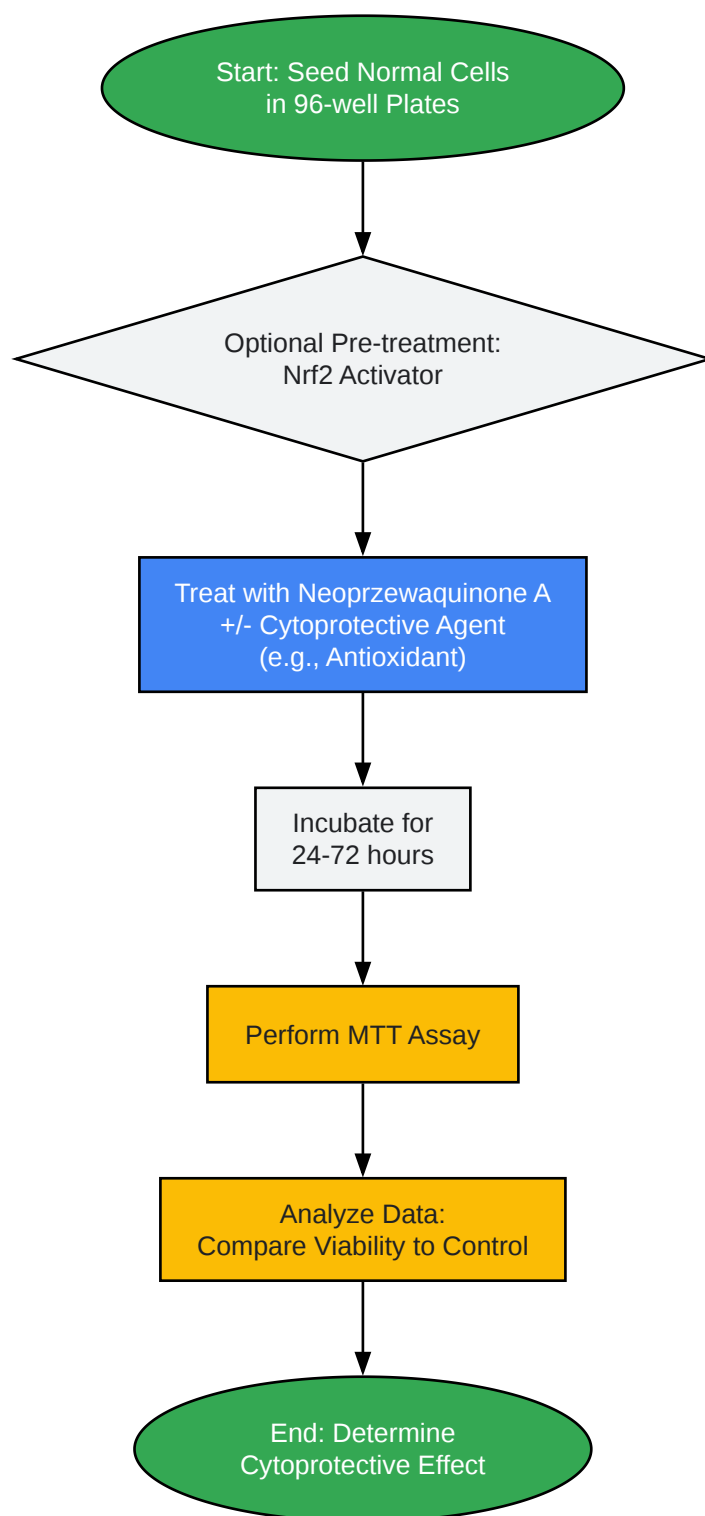 Start: Seed Normal Cells
in 96-well Plates
Optional Pre-treatment:
Nrf2 Activator
Treat with Neoprzewaquinone A
+/- Cytoprotective Agent
(e.g., Antioxidant)
Incubate for
24-72 hours
Perform MTT Assay
Analyze Data:
Compare Viability to Control
End: Determine
Cytoprotective Effect